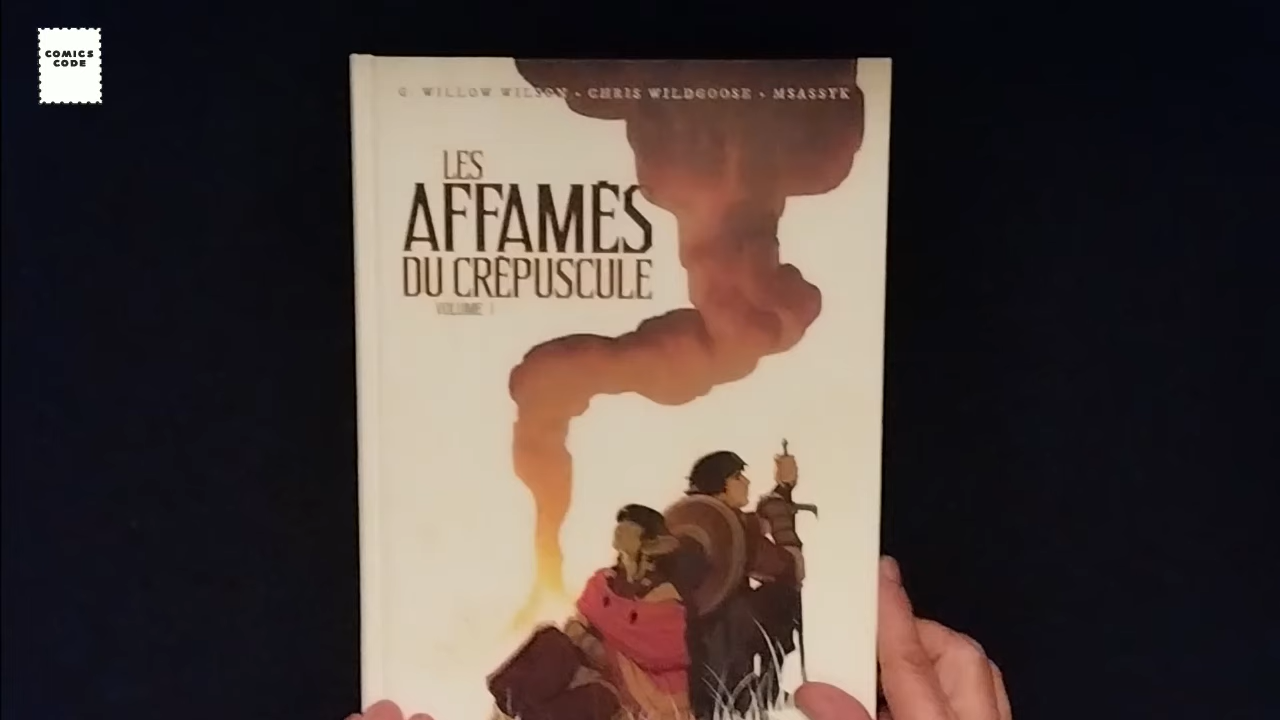 COMICS
CODE
G. WILLOW WILSON • CHRIS WILDGOOSE • MSASSYK
LES
AFFAMÉS
DU CRÉPUSCULE
VOLUME 1